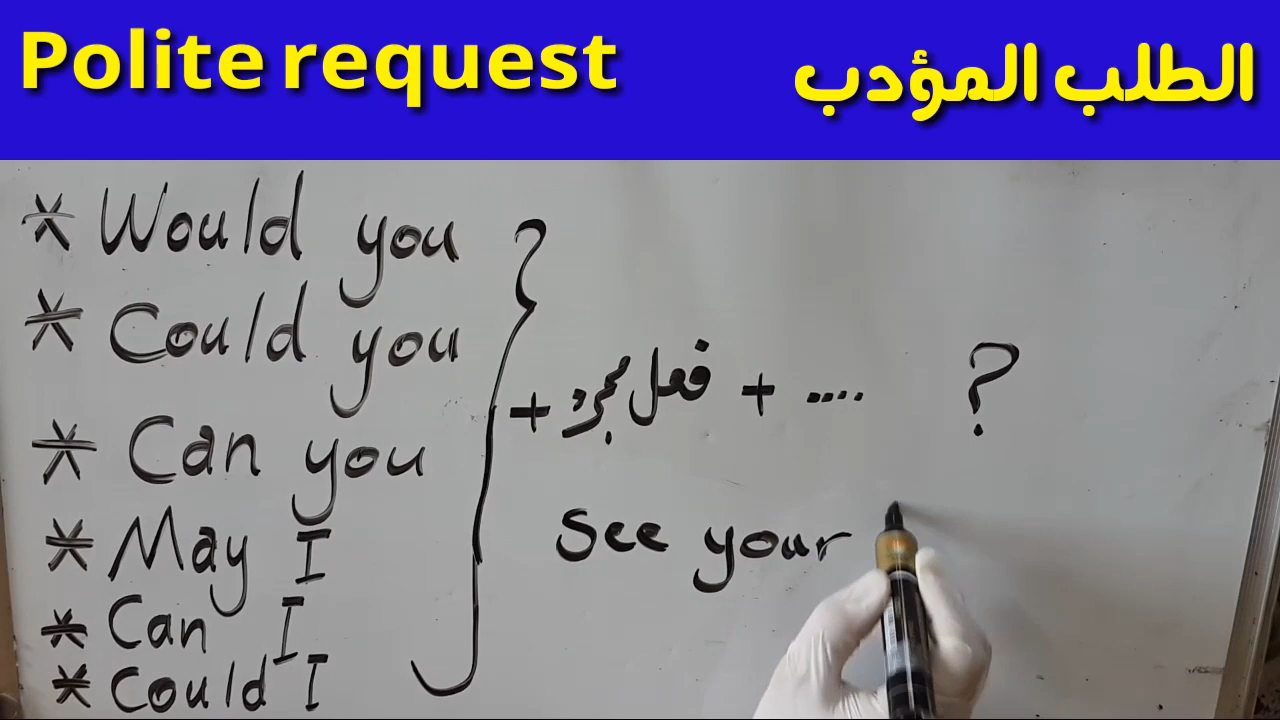 Polite request
الطلب المؤدب
* Would you
* Could you
* Can you
* May I
* Can I
* Could I
+ فعل مجرد + .... ?
See your